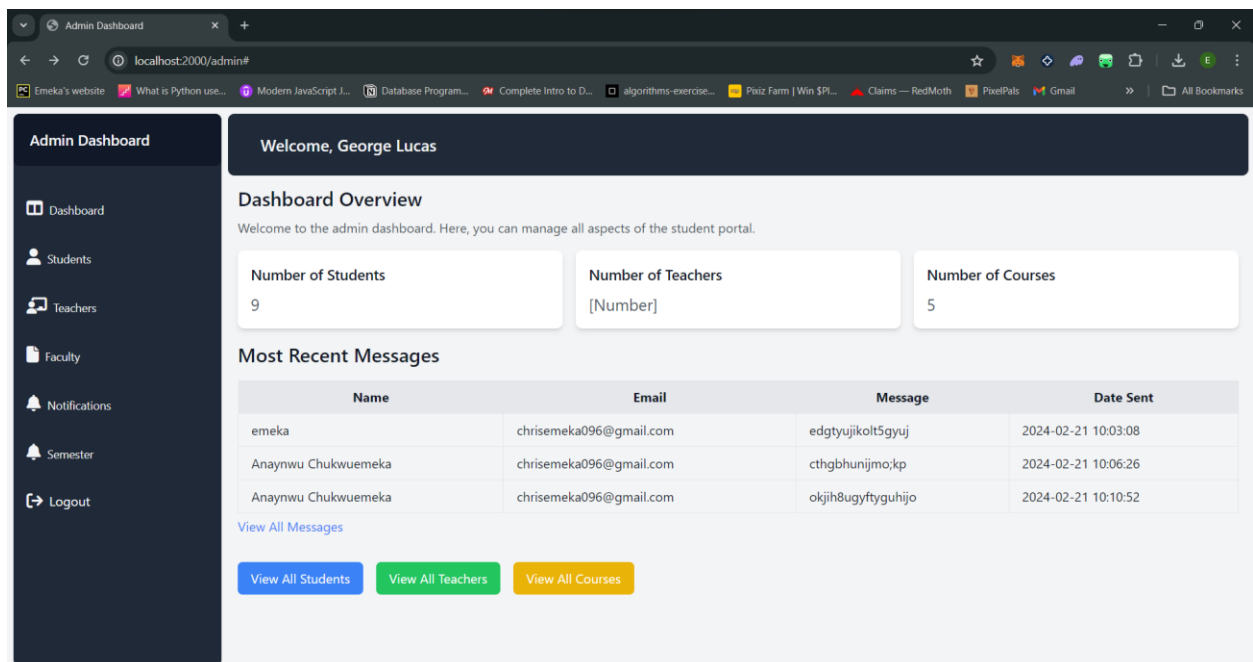 Admin Dashboard
localhost:2000/admin#
E
PC Emeka's website What is Python use... Modern JavaScript J... Database Program... Complete Intro to D... algorithms-exercise... Pixiz Farm | Win $PI... Claims — RedMoth PixelPals Gmail » All Bookmarks
Admin Dashboard
Welcome, George Lucas
Dashboard
Students
Teachers
Faculty
Notifications
Semester
Logout
Dashboard Overview
Welcome to the admin dashboard. Here, you can manage all aspects of the student portal.
Number of Students Number of Teachers Number of Courses
9 [Number] 5
Most Recent Messages
Name Email Message Date Sent
emeka chrisemeka096@gmail.com edgtyujikolt5gyuj 2024-02-21 10:03:08
Anaynwu Chukwuemeka chrisemeka096@gmail.com cthgbhunijmo;kp 2024-02-21 10:06:26
Anaynwu Chukwuemeka chrisemeka096@gmail.com okjih8ugyftyguhijo 2024-02-21 10:10:52
View All Messages
View All Students View All Teachers View All Courses